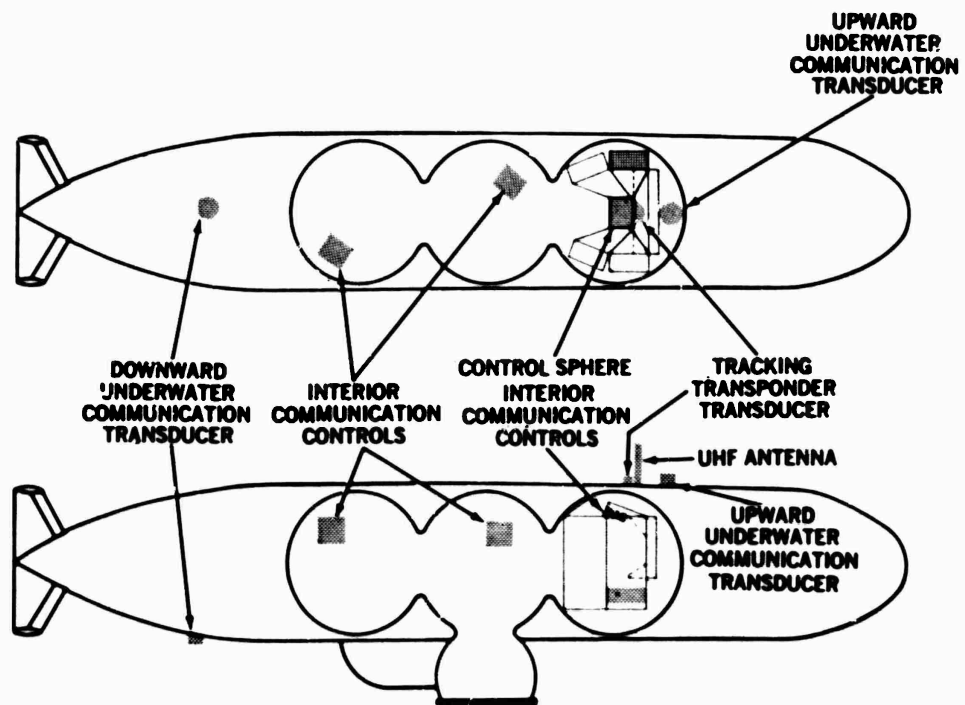 UPWARD
UNDERWATER
COMMUNICATION
TRANSDUCER
DOWNWARD
UNDERWATER
COMMUNICATION
TRANSDUCER
INTERIOR
COMMUNICATION
CONTROLS
CONTROL SPHERE
INTERIOR
COMMUNICATION
CONTROLS
TRACKING
TRANSPONDER
TRANSDUCER
UHF ANTENNA
UPWARD
UNDERWATER
COMMUNICATION
TRANSDUCER